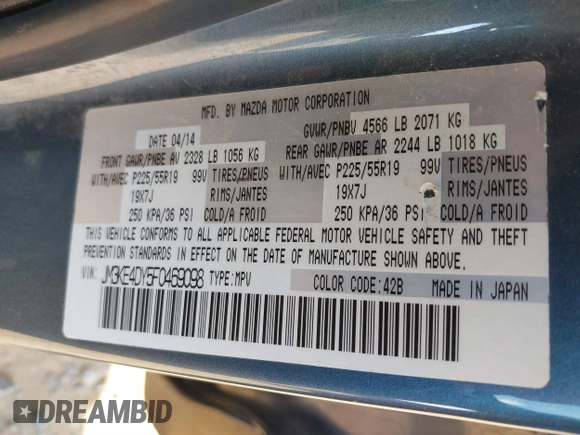 MFD. BY MAZDA MOTOR CORPORATION
DATE 04/14 GVWR/PNBV 4566 LB 2071 KG
FRONT GAWR/PNBE AV 2328 LB 1056 KG REAR GAWR/PNBE AR 2244 LB 1018 KG
WITH/AVEC P225/55R19 99V TIRES/PNEUS WITH/AVEC P225/55R19 99V TIRES/PNEUS
19X7J RIMS/JANTES 19X7J RIMS/JANTES
250 KPA/36 PSI COLD/A FROID 250 KPA/36 PSI COLD/A FROID
THIS VEHICLE CONFORMS TO ALL APPLICABLE FEDERAL MOTOR VEHICLE SAFETY AND THEFT
PREVENTION STANDARDS IN EFFECT ON THE DATE OF MANUFACTURE SHOWN ABOVE.
VIN: JM3KE4DY5F0469098 TYPE: MPV COLOR CODE: 42B MADE IN JAPAN
DREAMBID